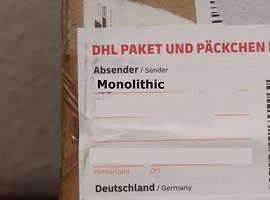 DHL PAKET UND PÄCKCHEN
Absender / Sender
Monolithic
Postleitzahl Ort
Deutschland / Germany